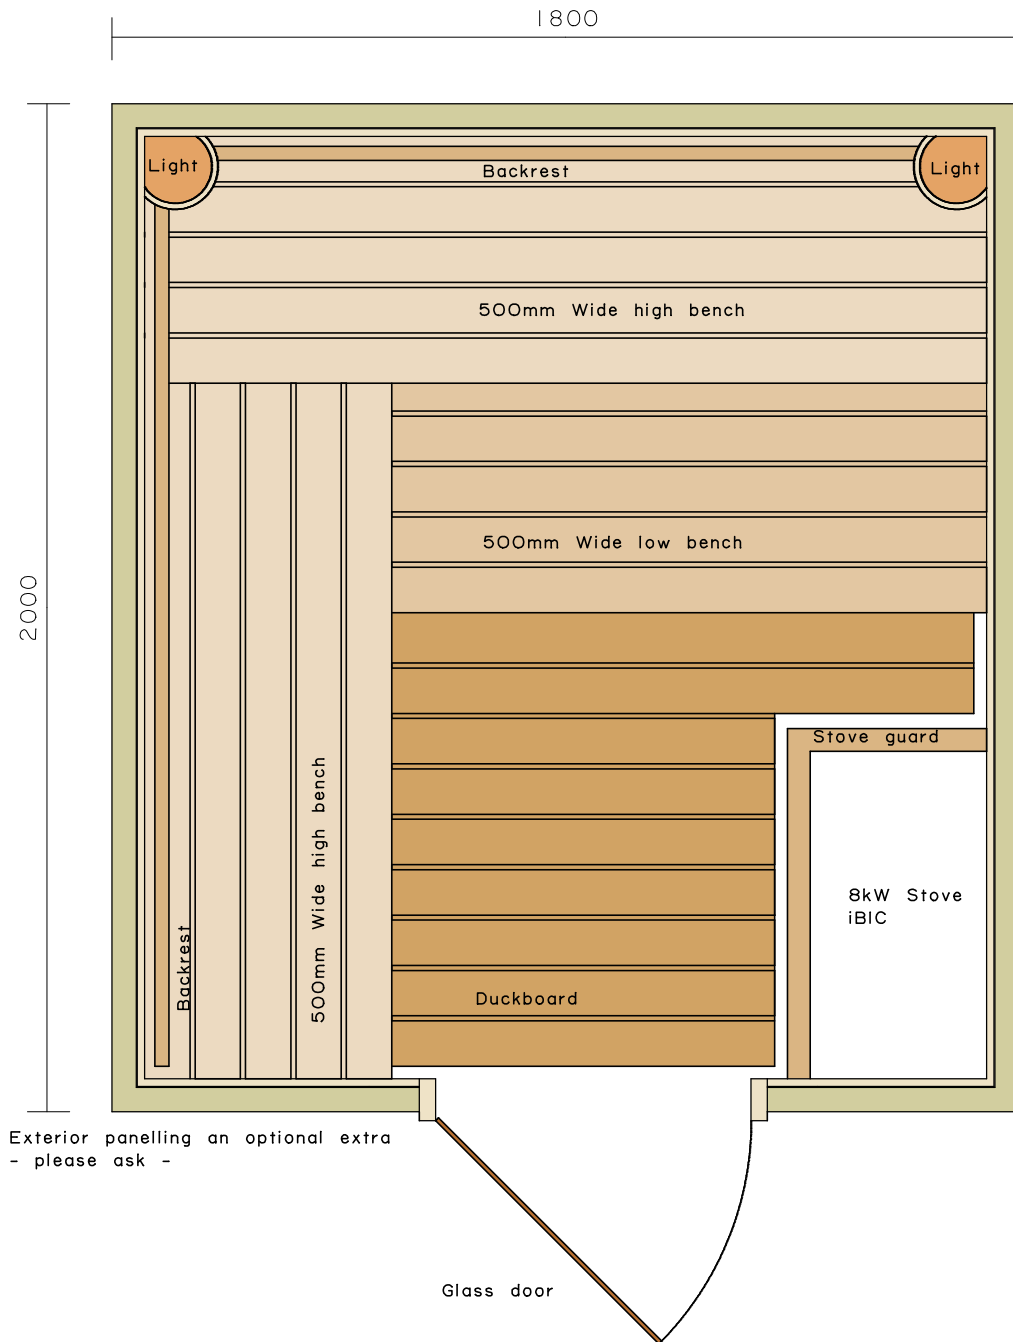 1800
Light
Backrest
Light
500mm Wide high bench
500mm Wide low bench
2000
Stove guard
500mm Wide high bench
8kW Stove
iBIC
Backrest
Duckboard
Exterior panelling an optional extra
- please ask -
Glass door